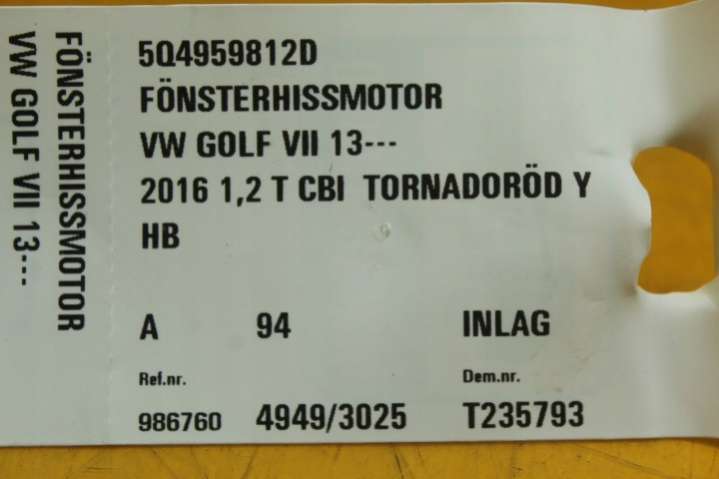 FÖNSTERHISSMOTOR
VW GOLF VII 13---
5Q4959812D
FÖNSTERHISSMOTOR
VW GOLF VII 13---
2016 1,2 T CBI TORNADORÖD Y
HB
A 94 INLAG
Ref.nr. Dem.nr.
986760 4949/3025 T235793